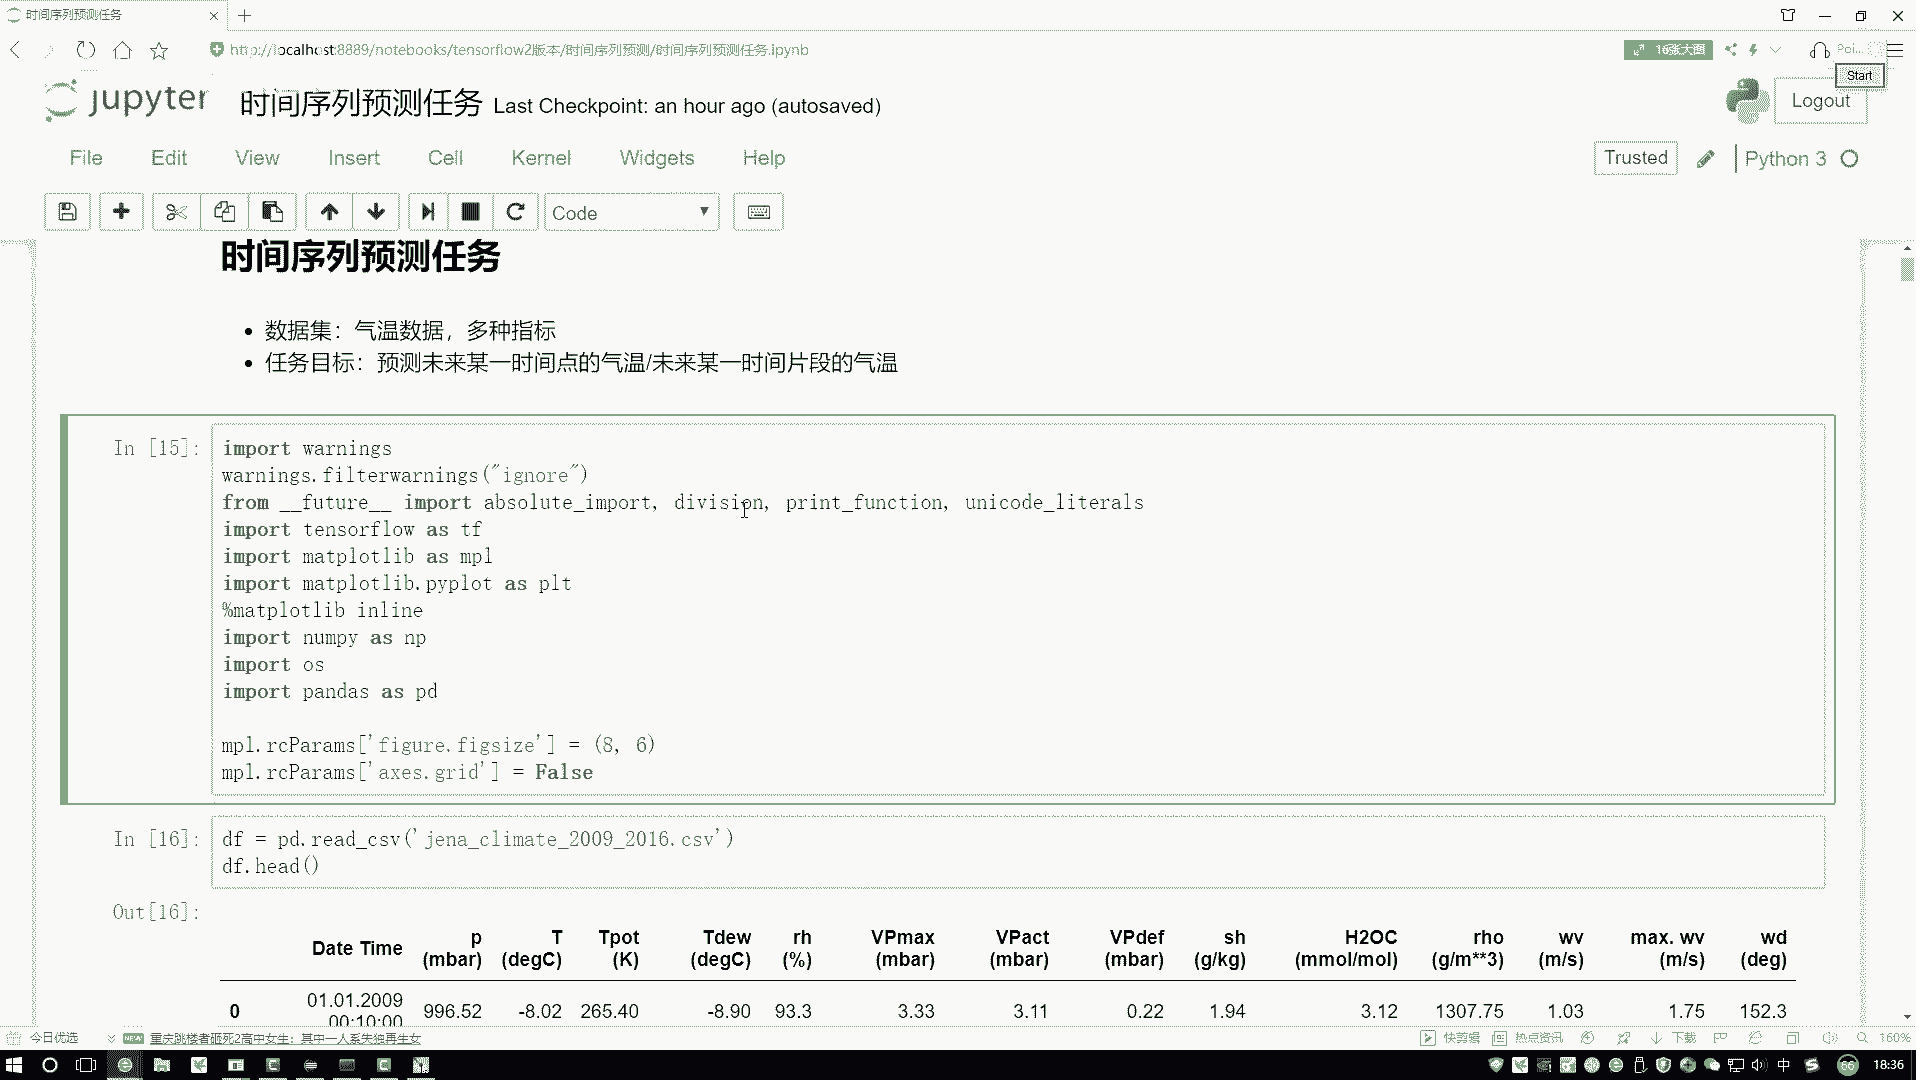 时间序列预测任务
http://localhost:8889/notebooks/tensorflow2版本/时间序列预测/时间序列预测任务.ipynb
16张大图
Poi...
Start
jupyter 时间序列预测任务 Last Checkpoint: an hour ago (autosaved)
Logout
File Edit View Insert Cell Kernel Widgets Help
Trusted
Python 3
Code
时间序列预测任务
• 数据集：气温数据，多种指标
• 任务目标：预测未来某一时间点的气温/未来某一时间片段的气温
In [15]:
import warnings
warnings.filterwarnings("ignore")
from __future__ import absolute_import, division, print_function, unicode_literals
import tensorflow as tf
import matplotlib as mpl
import matplotlib.pyplot as plt
%matplotlib inline
import numpy as np
import os
import pandas as pd
mpl.rcParams['figure.figsize'] = (8, 6)
mpl.rcParams['axes.grid'] = False
In [16]:
df = pd.read_csv('jena_climate_2009_2016.csv')
df.head()
Out[16]:
Date Time p (mbar) T (degC) Tpot (K) Tdew (degC) rh (%) VPmax (mbar) VPact (mbar) VPdef (mbar) sh (g/kg) H2OC (mmol/mol) rho (g/m**3) wv (m/s) max. wv (m/s) wd (deg)
0 01.01.2009 00:10:00 996.52 -8.02 265.40 -8.90 93.3 3.33 3.11 0.22 1.94 3.12 1307.75 1.03 1.75 152.3
今日优选
NEW 重庆跳楼者砸死2高中女生：其中一人系失独再生女
快剪辑
热点资讯
下载
160%
中
66
18:36